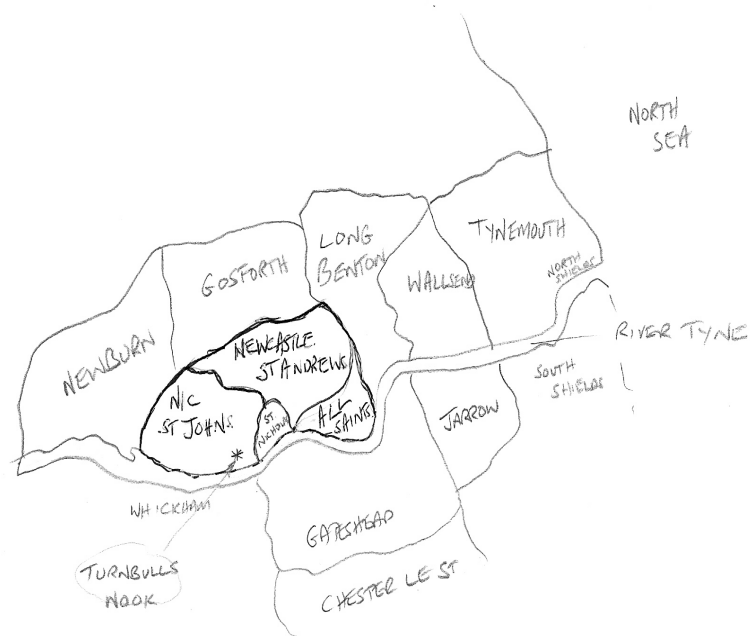 NORTH
SEA
TYNEMOUTH
LONG
BENTON
GOSFORTH
WALLSEND
NORTH
SHIELDS
RIVER TYNE
NEWCASTLE
ST ANDREWS
NEWBURN
SOUTH
SHIELDS
N/C
ST JOHNS
ST
NICHOLAS
ALL
SAINTS
JARROW
*
WHICKHAM
GATESHEAD
TURNBULLS
NOOK
CHESTER LE ST